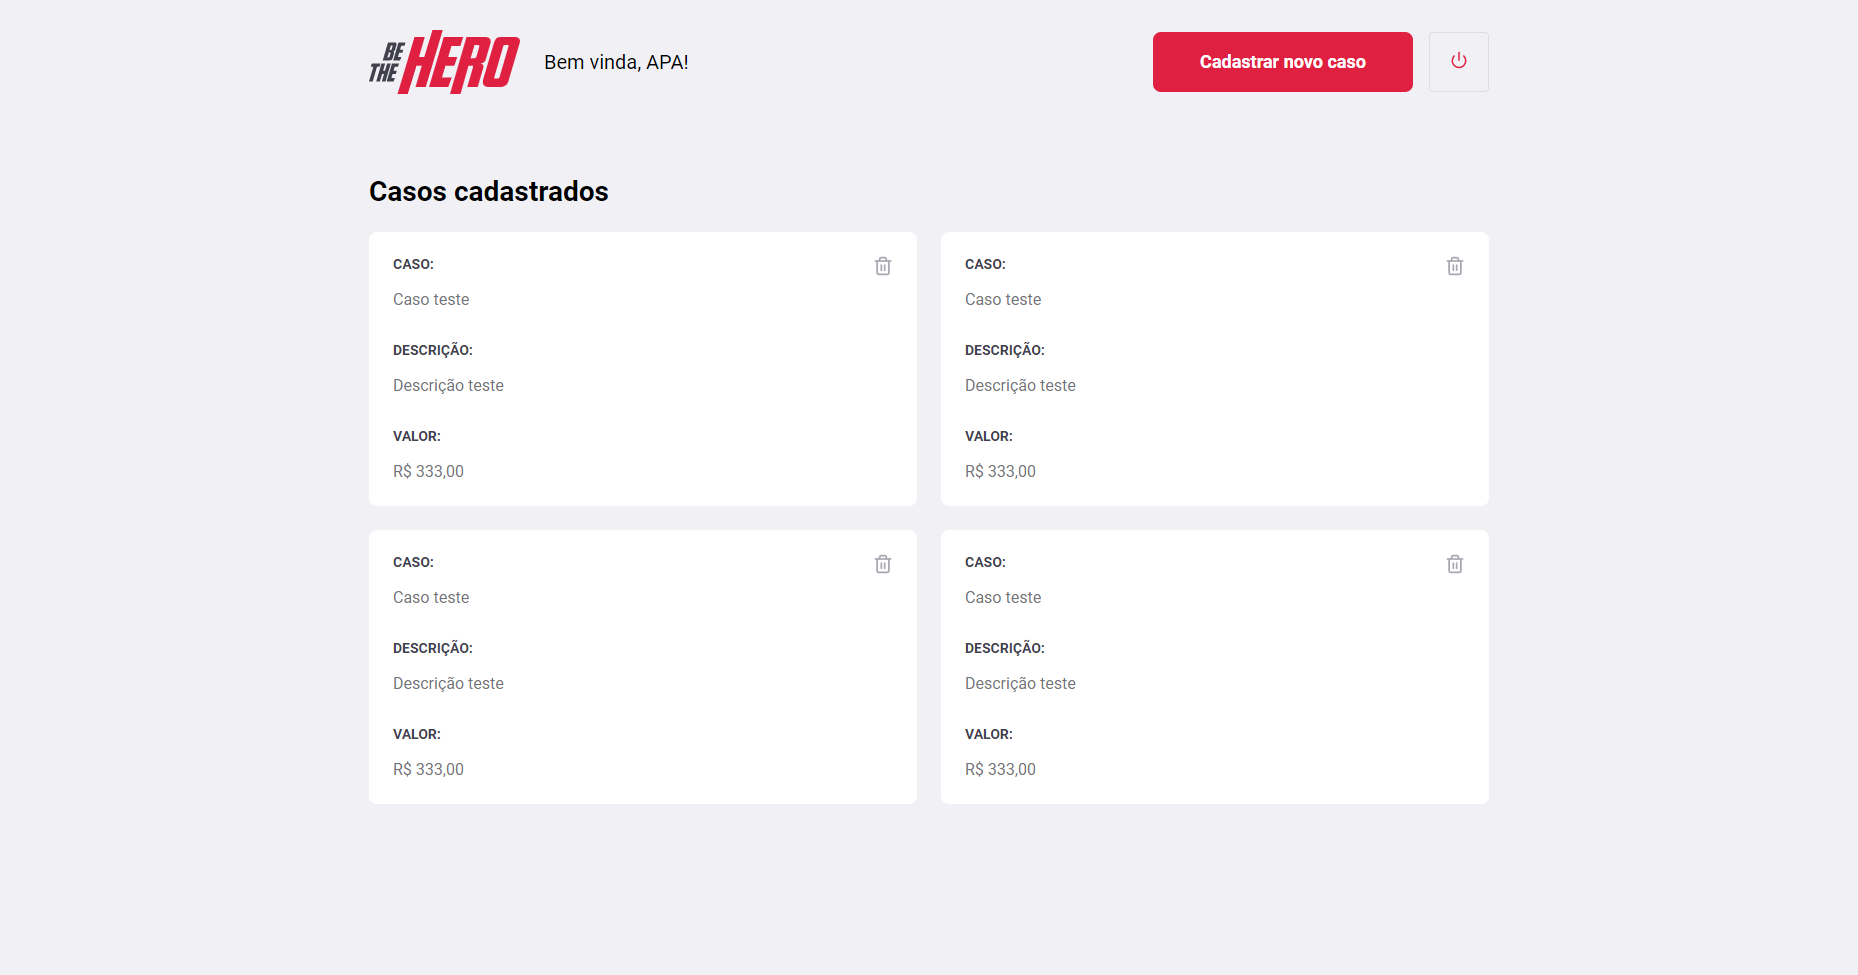 BE
THE HERO
Bem vinda, APA!
Cadastrar novo caso
Casos cadastrados
CASO:
Caso teste
DESCRIÇÃO:
Descrição teste
VALOR:
R$ 333,00
CASO:
Caso teste
DESCRIÇÃO:
Descrição teste
VALOR:
R$ 333,00
CASO:
Caso teste
DESCRIÇÃO:
Descrição teste
VALOR:
R$ 333,00
CASO:
Caso teste
DESCRIÇÃO:
Descrição teste
VALOR:
R$ 333,00